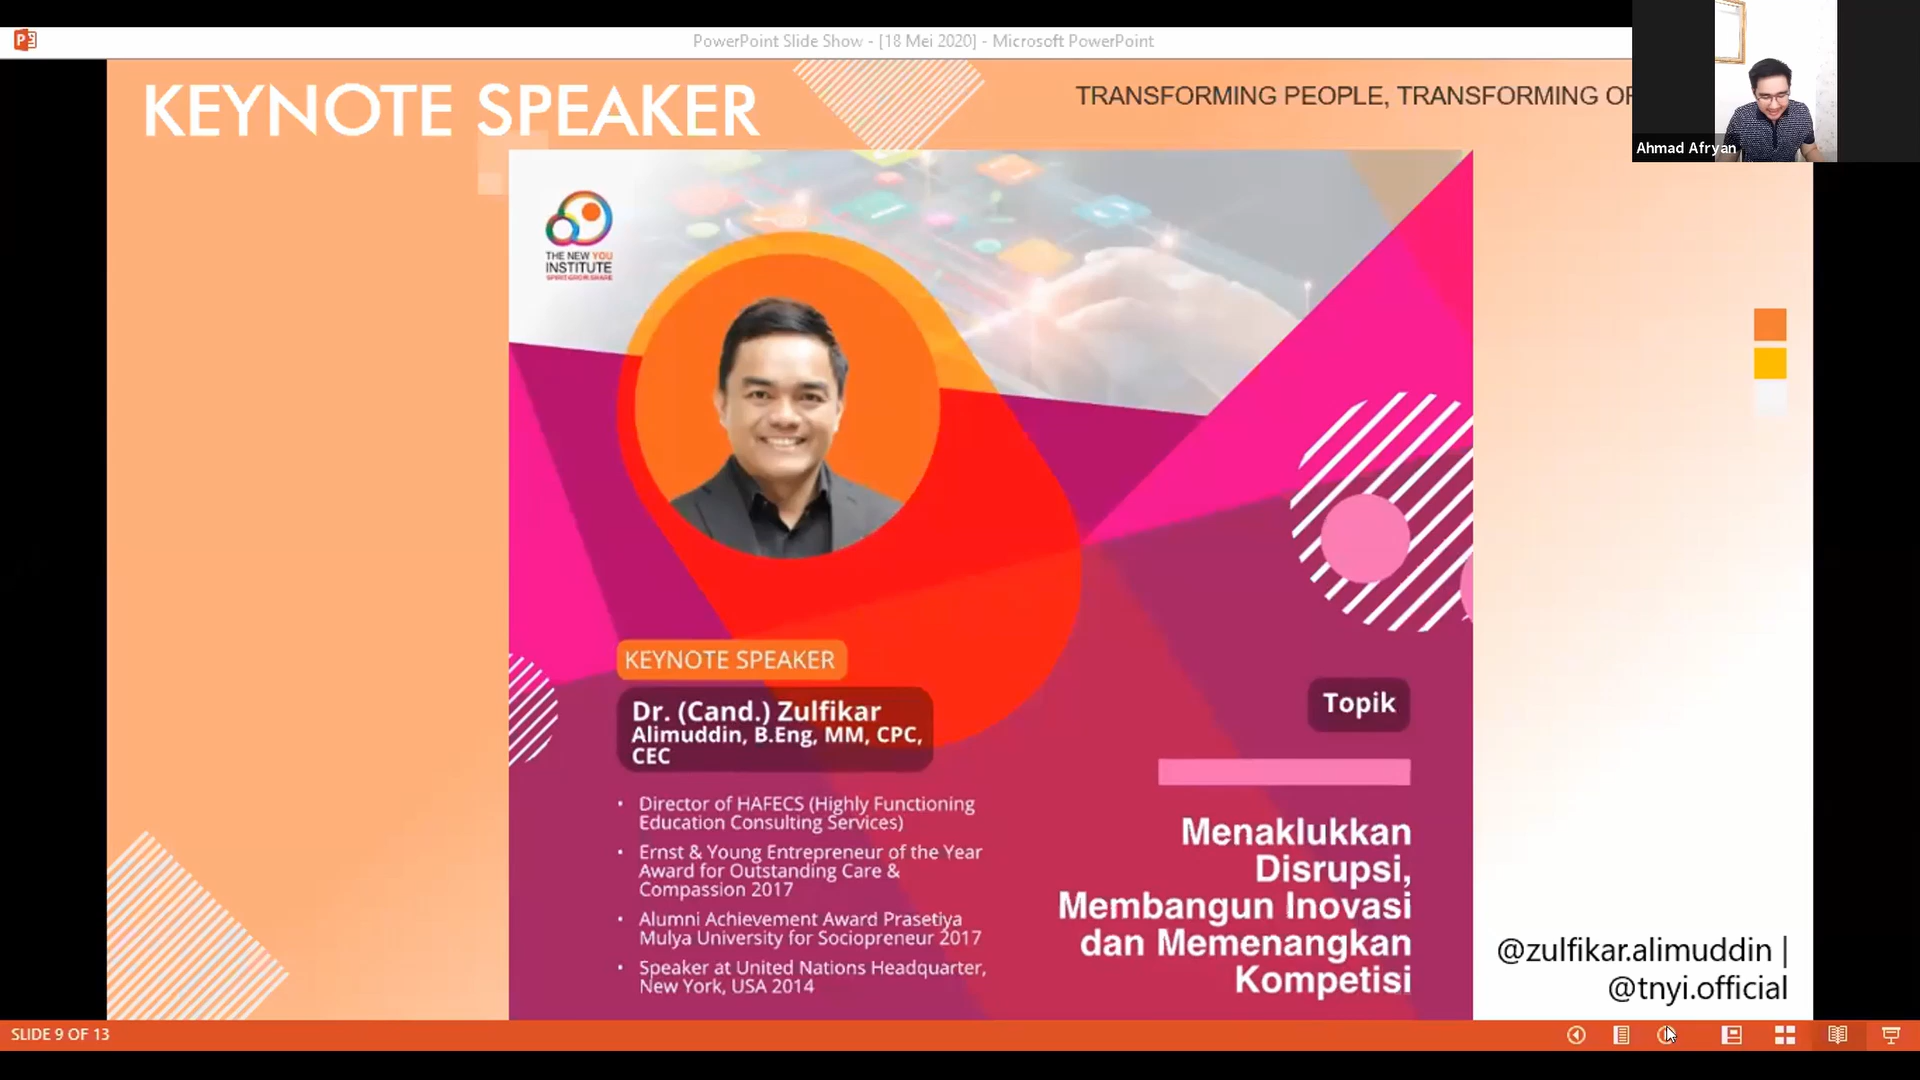 PowerPoint Slide Show - [18 Mei 2020] - Microsoft PowerPoint
KEYNOTE SPEAKER
TRANSFORMING PEOPLE, TRANSFORMING OR
Ahmad Afryan
THE NEW YOU
INSTITUTE
SPIRIT GROW SHARE
KEYNOTE SPEAKER
Dr. (Cand.) Zulfikar
Alimuddin, B.Eng, MM, CPC,
CEC
• Director of HAFECS (Highly Functioning
Education Consulting Services)
• Ernst & Young Entrepreneur of the Year
Award for Outstanding Care &
Compassion 2017
• Alumni Achievement Award Prasetiya
Mulya University for Sociopreneur 2017
• Speaker at United Nations Headquarter,
New York, USA 2014
Topik
Menaklukkan
Disrupsi,
Membangun Inovasi
dan Memenangkan
Kompetisi
@zulfikar.alimuddin |
@tnyi.official
SLIDE 9 OF 13